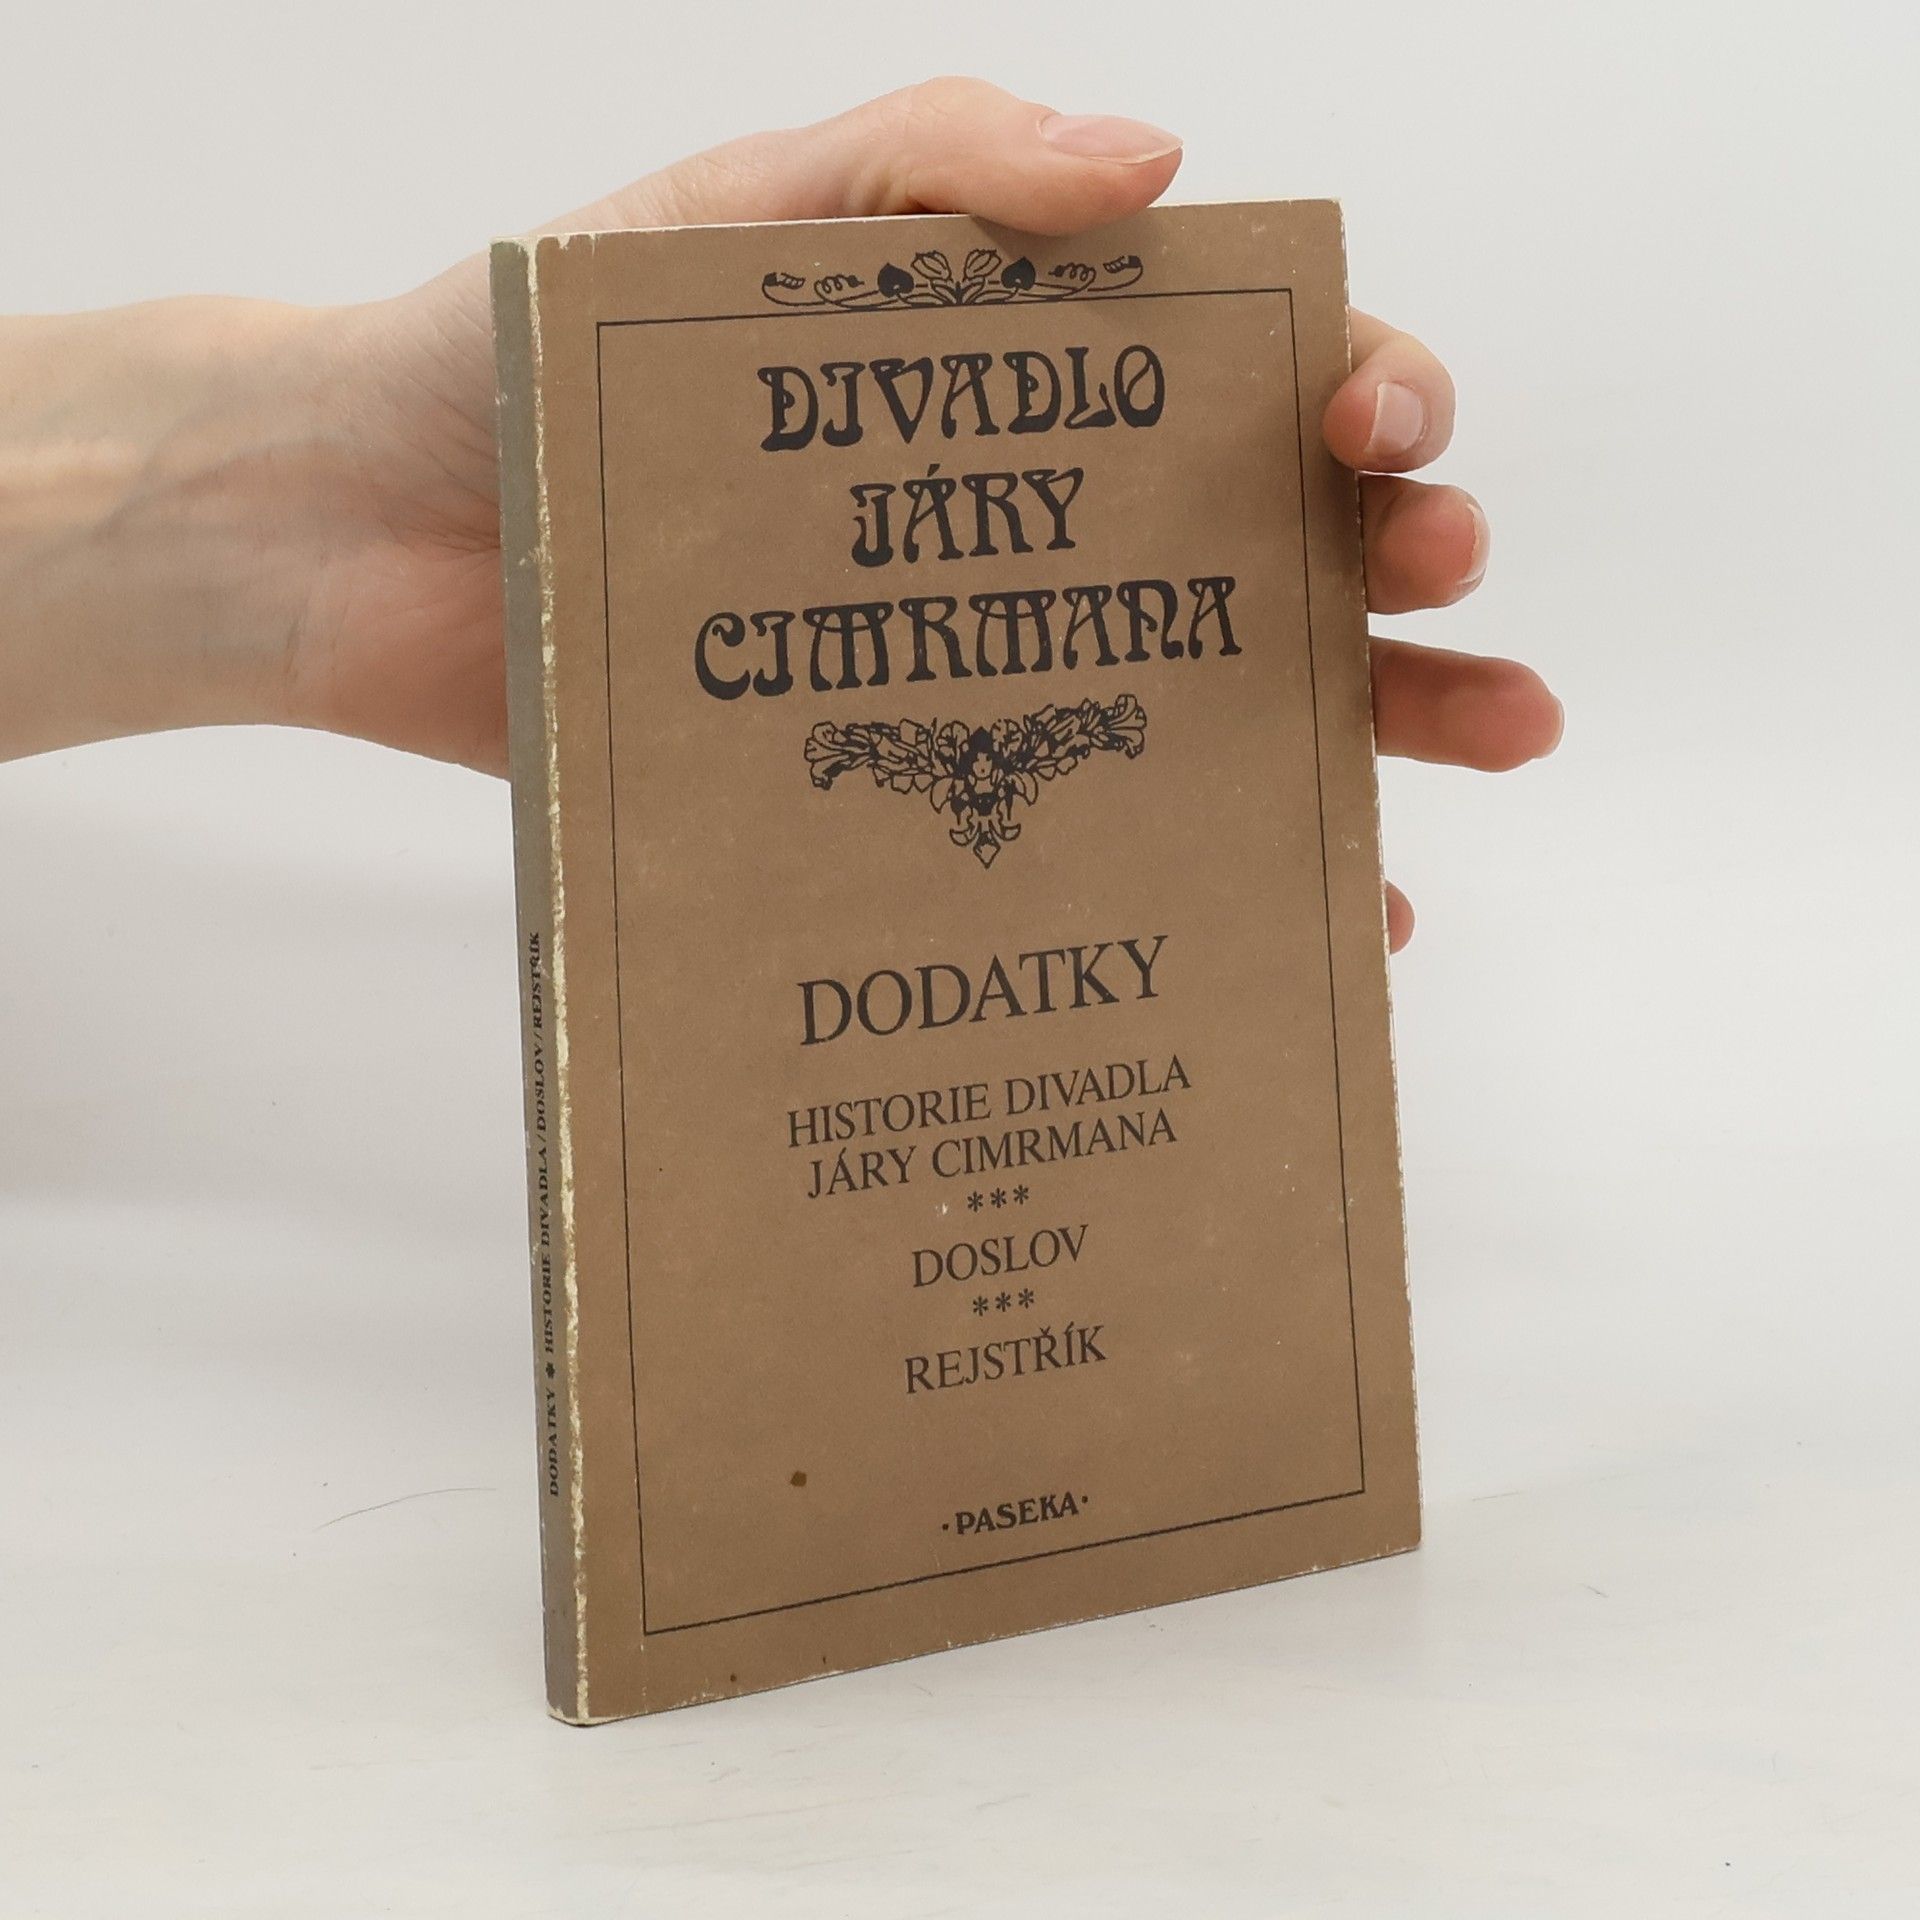 DIVADLO
JÁRY
CIMRMANA
DODATKY
HISTORIE DIVADLA
JÁRY CIMRMANA
***
DOSLOV
***
REJSTŘÍK
·PASEKA·
DODATKY * HISTORIE DIVADLA/DOSLOV/REJSTŘÍK